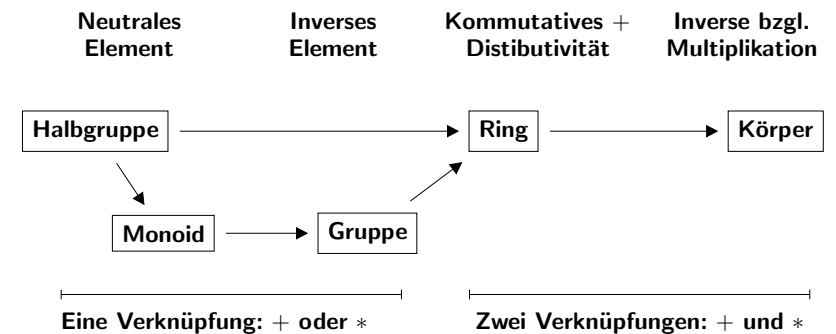 Neutrales
Element
Inverses
Element
Kommutatives +
Distibutivität
Inverse bzgl.
Multiplikation
Halbgruppe
Ring
Körper
Monoid
Gruppe
Eine Verknüpfung: + oder *
Zwei Verknüpfungen: + und *